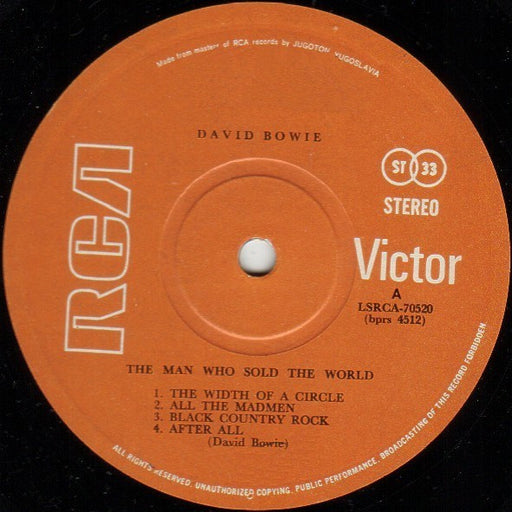 Made from masters of RCA records by JUGOTON YUGOSLAVIA
DAVID BOWIE
RCA
ST 33
STEREO
Victor
A
LSRCA-70520
(bprs 4512)
THE MAN WHO SOLD THE WORLD
1. THE WIDTH OF A CIRCLE
2. ALL THE MADMEN
3. BLACK COUNTRY ROCK
4. AFTER ALL
(David Bowie)
ALL RIGHTS RESERVED. UNAUTHORIZED COPYING, PUBLIC PERFORMANCE, BROADCASTING OF THIS RECORD FORBIDDEN